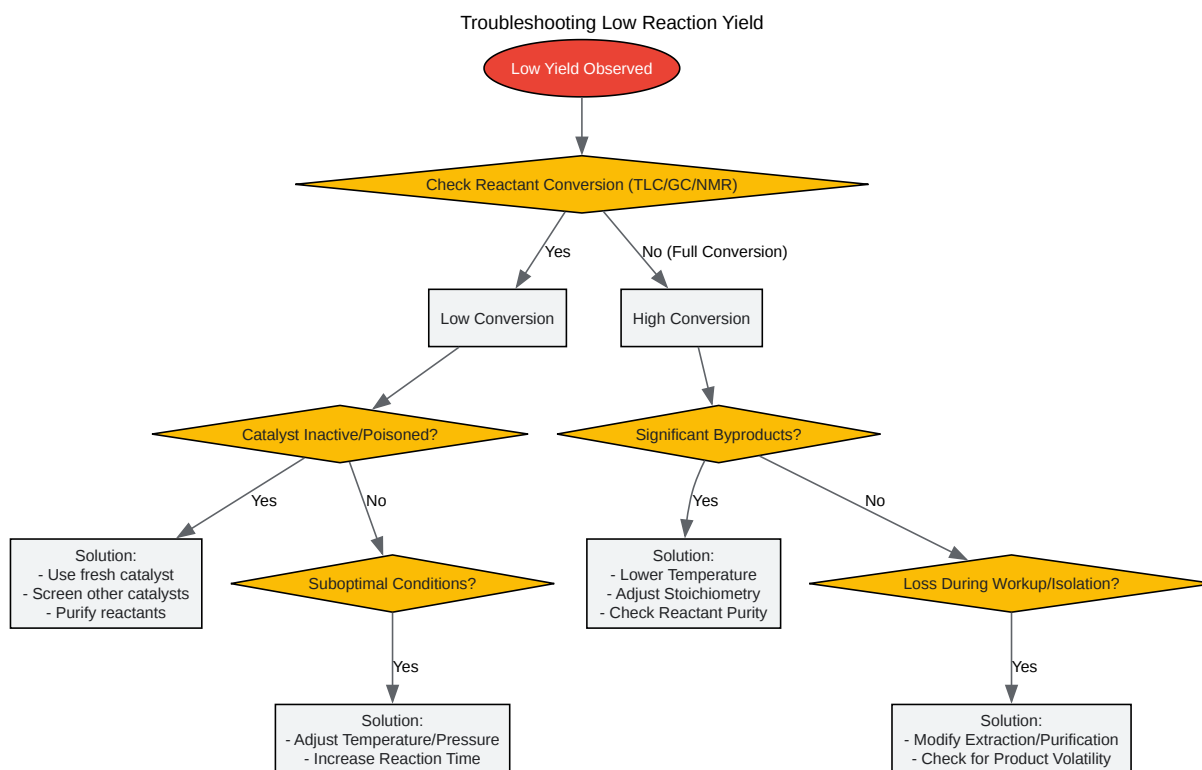 Troubleshooting Low Reaction Yield
Low Yield Observed
Check Reactant Conversion (TLC/GC/NMR)
Yes
No (Full Conversion)
Low Conversion
High Conversion
Catalyst Inactive/Poisoned?
Significant Byproducts?
Yes
No
Yes
No
Solution:
- Use fresh catalyst
- Screen other catalysts
- Purify reactants
Suboptimal Conditions?
Solution:
- Lower Temperature
- Adjust Stoichiometry
- Check Reactant Purity
Loss During Workup/Isolation?
Yes
Yes
Solution:
- Adjust Temperature/Pressure
- Increase Reaction Time
Solution:
- Modify Extraction/Purification
- Check for Product Volatility